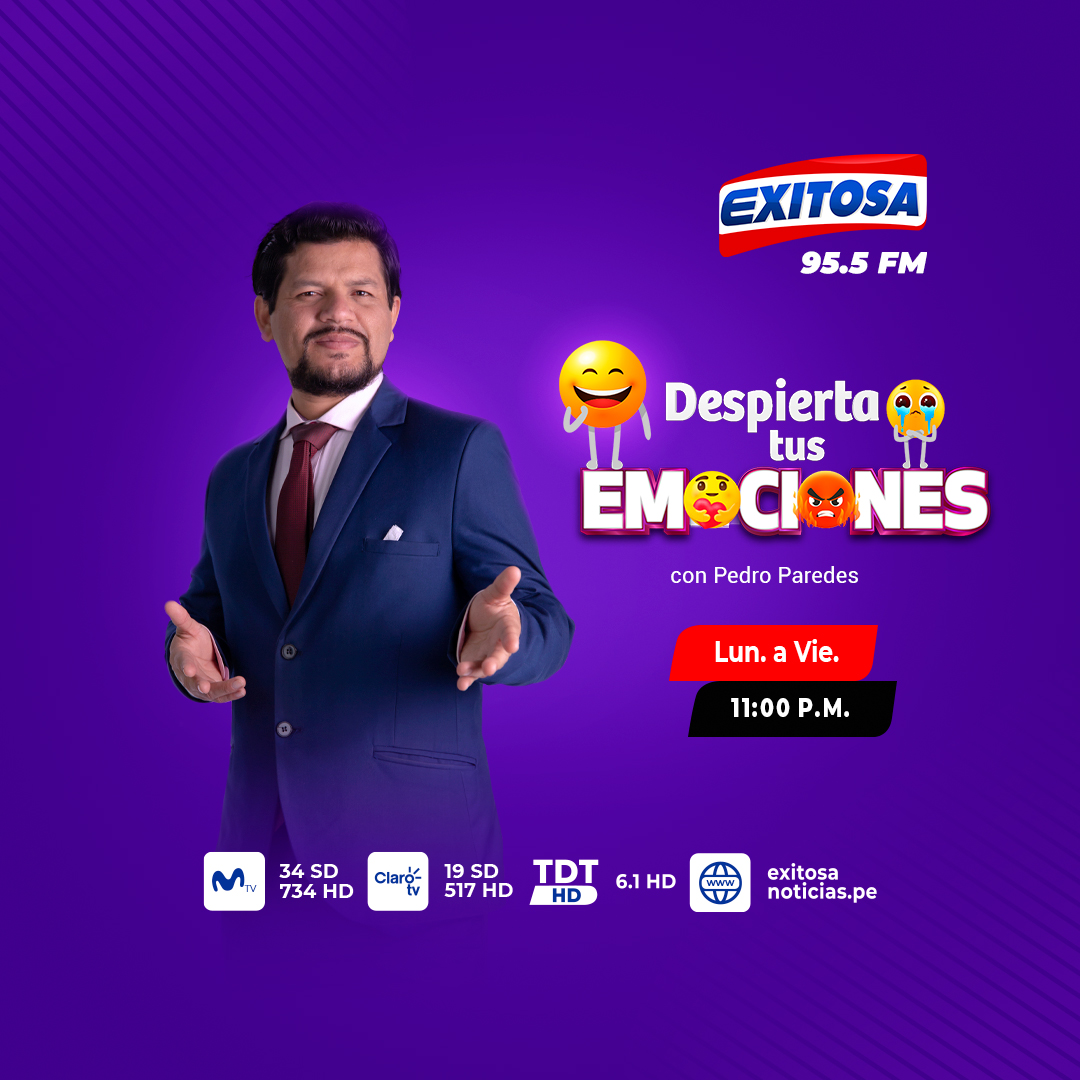 EXITOSA
95.5 FM
Despierta
tus
EMOCIONES
con Pedro Paredes
Lun. a Vie.
11:00 P.M.
TV
34 SD
734 HD
Claro
tv
19 SD
517 HD
TDT
HD
6.1 HD
www
exitosa
noticias.pe